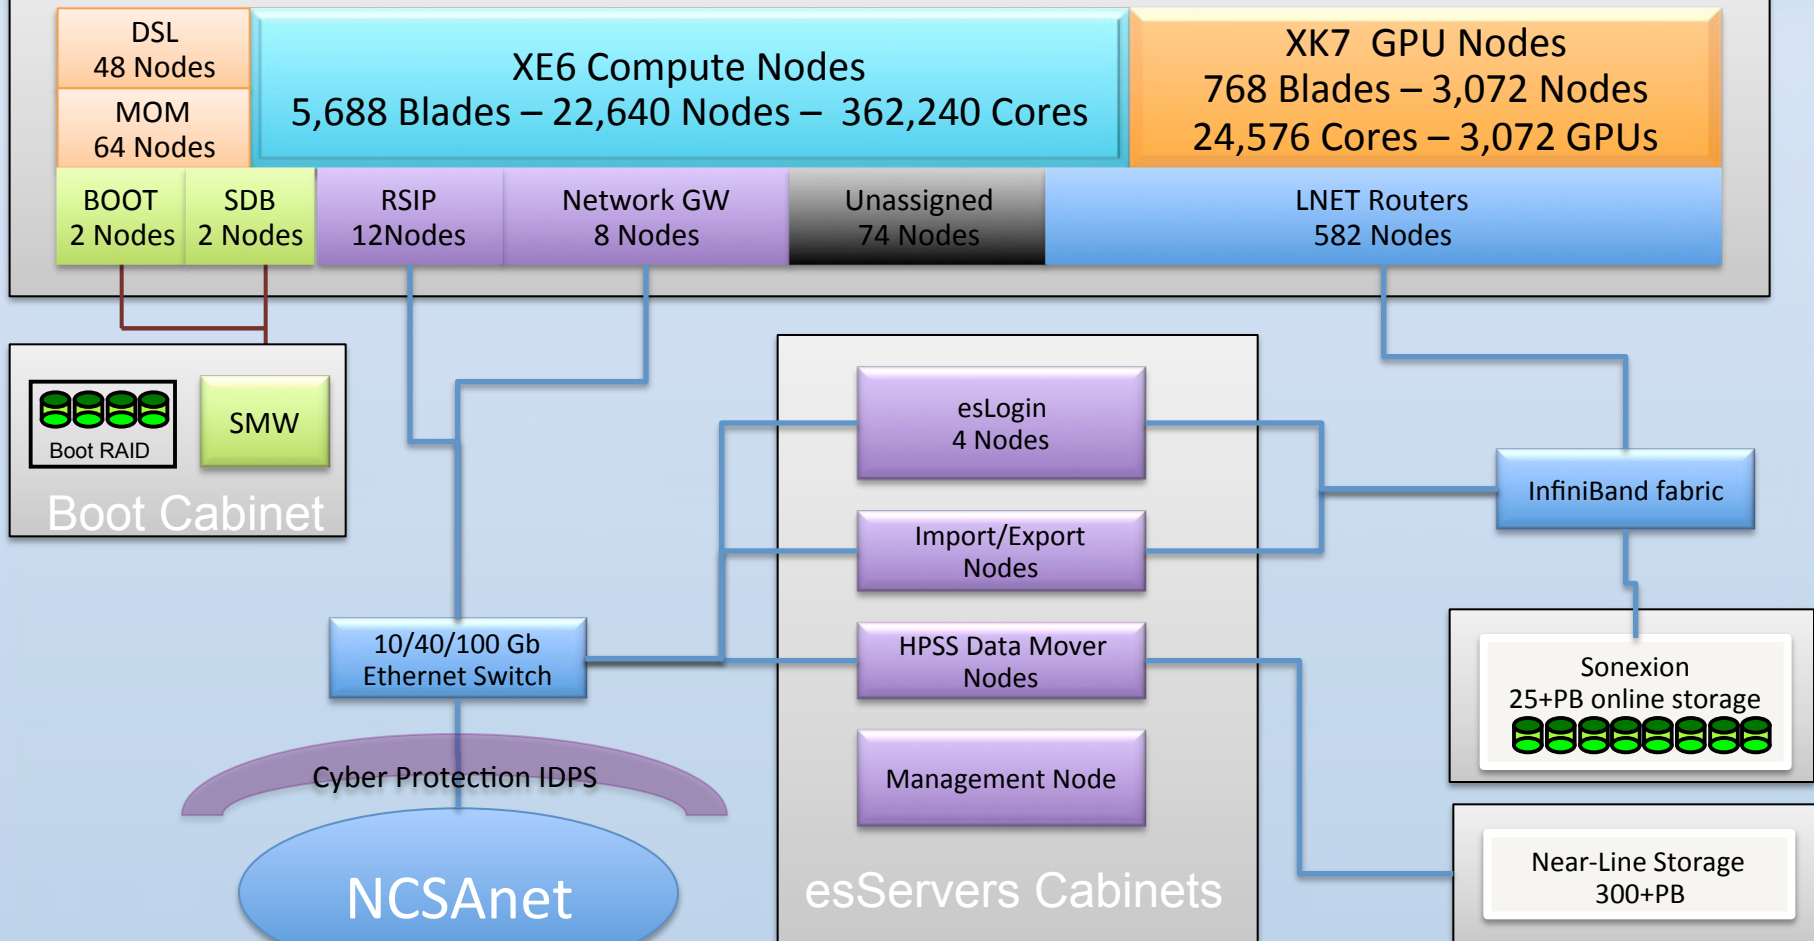 DSL
48 Nodes
MOM
64 Nodes
XE6 Compute Nodes
5,688 Blades – 22,640 Nodes – 362,240 Cores
XK7 GPU Nodes
768 Blades – 3,072 Nodes
24,576 Cores – 3,072 GPUs
BOOT
2 Nodes
SDB
2 Nodes
RSIP
12Nodes
Network GW
8 Nodes
Unassigned
74 Nodes
LNET Routers
582 Nodes
Boot RAID
SMW
Boot Cabinet
esLogin
4 Nodes
Import/Export
Nodes
HPSS Data Mover
Nodes
Management Node
esServers Cabinets
InfiniBand fabric
10/40/100 Gb
Ethernet Switch
Cyber Protection IDPS
NCSAnet
Sonexion
25+PB online storage
Near-Line Storage
300+PB